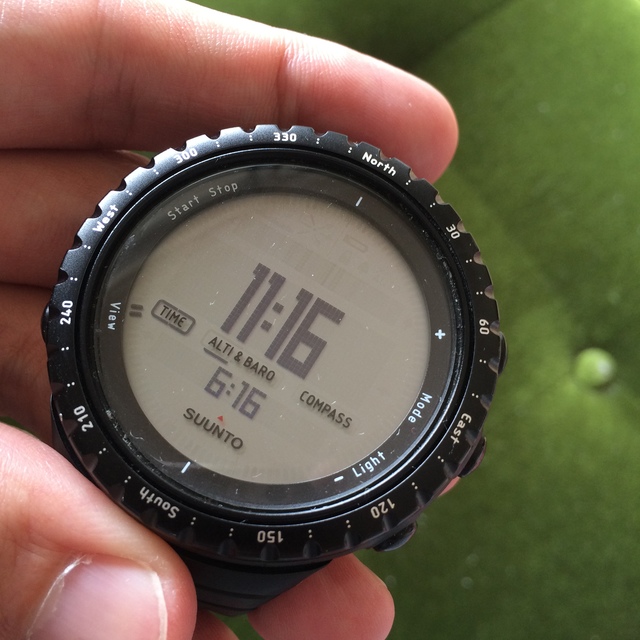 330
North
30
60
East
120
150
South
210
240
West
300
Start Stop
View
Mode
Light
11:16
TIME
ALTI & BARO
COMPASS
6:16
SUUNTO